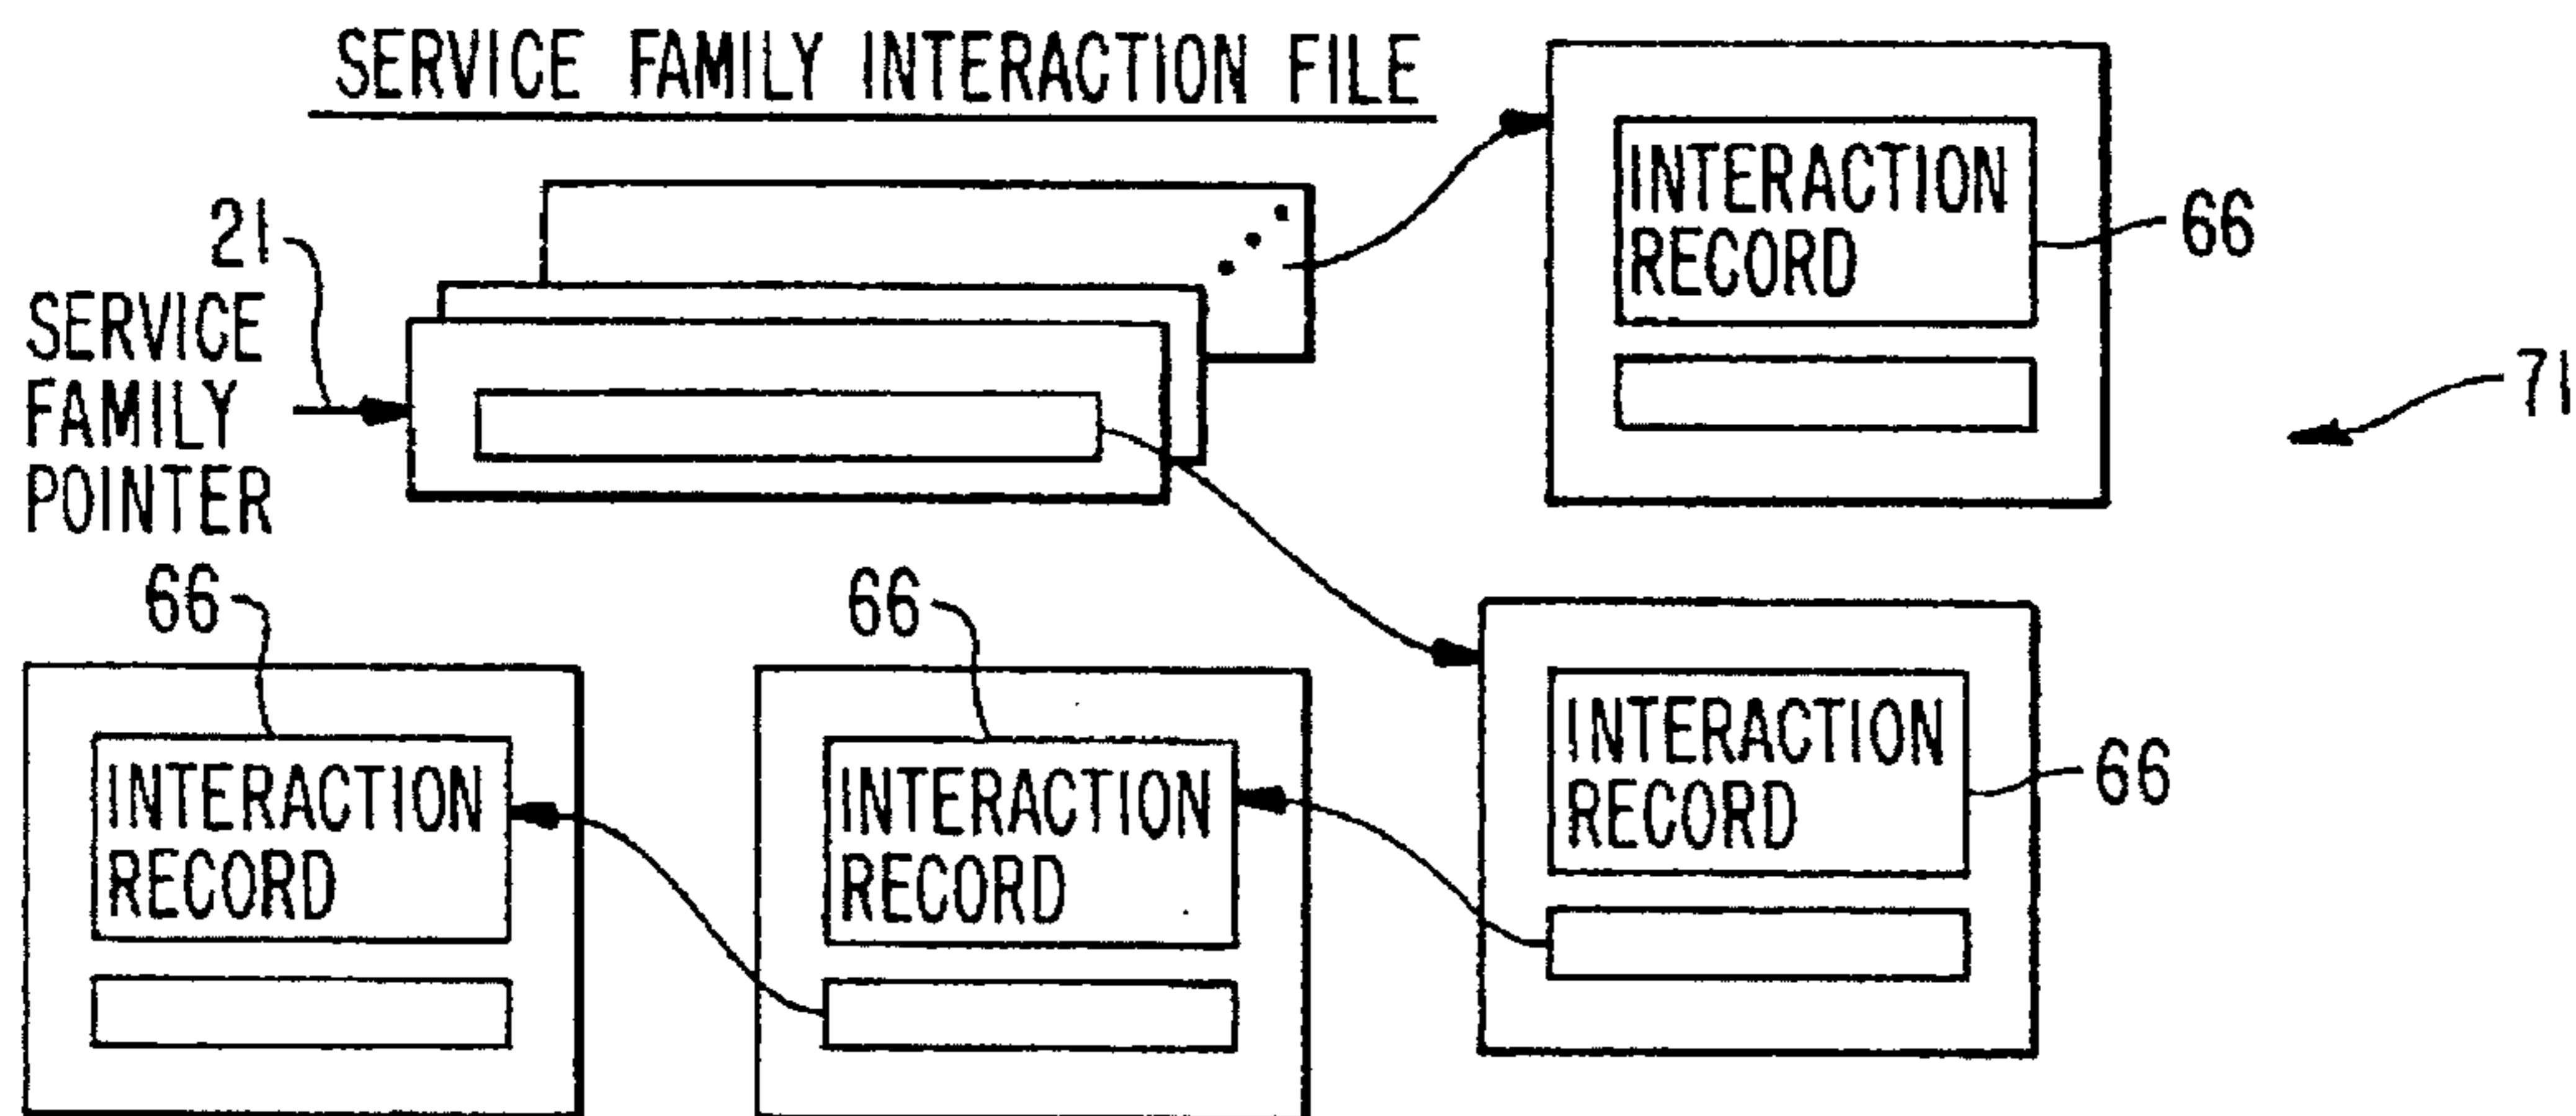 SERVICE FAMILY INTERACTION FILE
INTERACTION
RECORD
66
21
SERVICE
FAMILY
POINTER
71
66
66
INTERACTION
RECORD
INTERACTION
RECORD
INTERACTION
RECORD
66